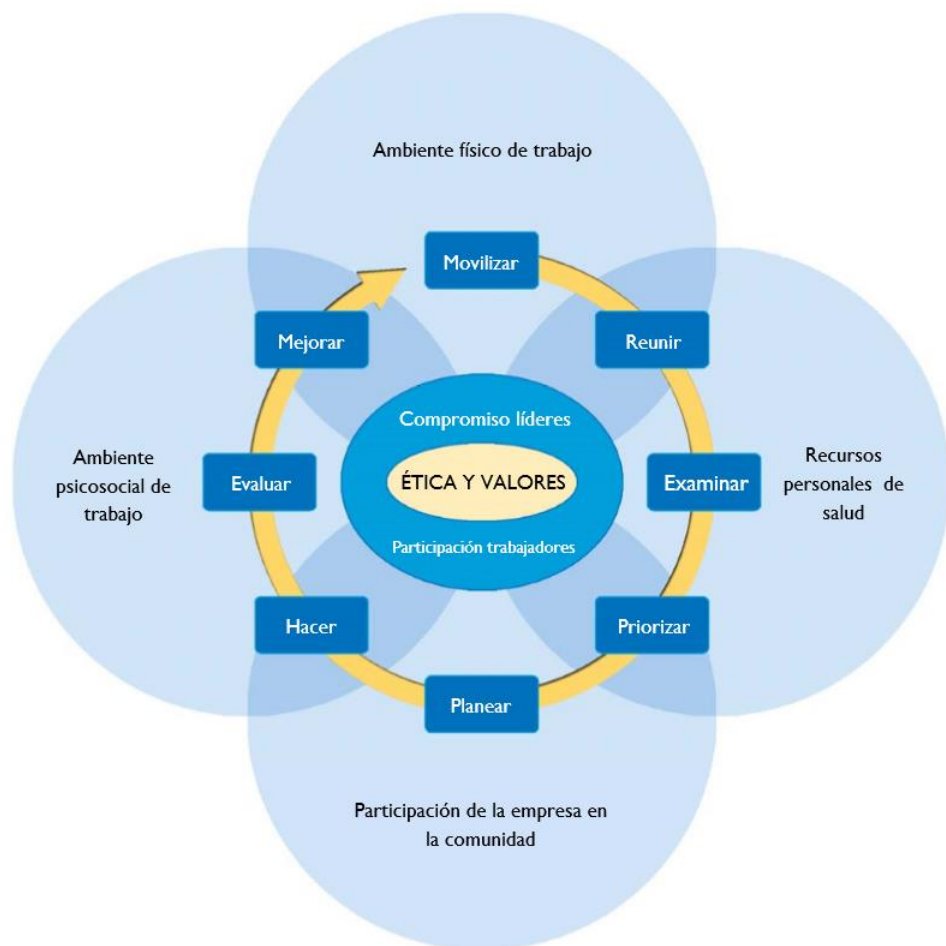 Ambiente físico de trabajo
Movilizar
Mejorar
Reunir
Compromiso líderes
Ambiente
psicosocial de
trabajo
Evaluar
ÉTICA Y VALORES
Examinar
Recursos
personales de
salud
Participación trabajadores
Hacer
Priorizar
Planear
Participación de la empresa en
la comunidad